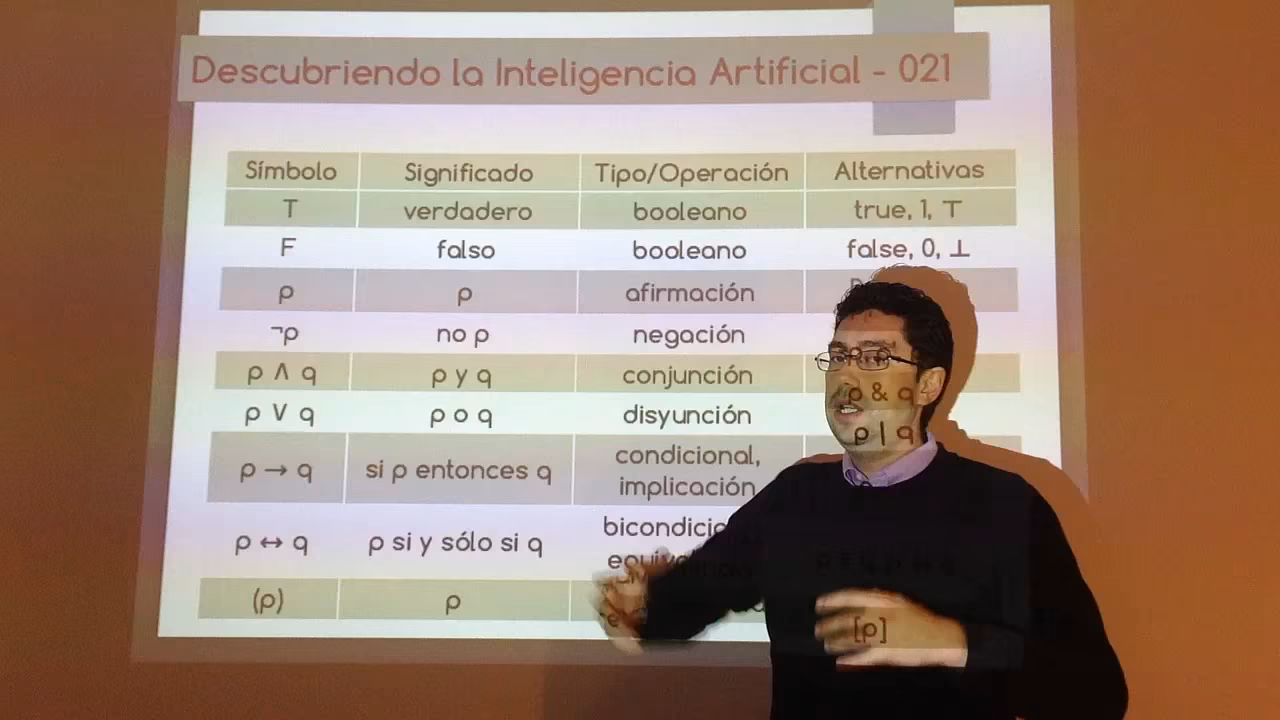 Descubriendo la Inteligencia Artificial - 021
Símbolo Significado Tipo/Operación Alternativas
T verdadero booleano true, 1, ⊤
F falso booleano false, 0, ⊥
p p afirmación
¬p no p negación
p ∧ q p y q conjunción p & q
p ∨ q p o q disyunción p | q
p → q si p entonces q condicional,
implicación
p ↔ q p si y sólo si q
(p) p [p]